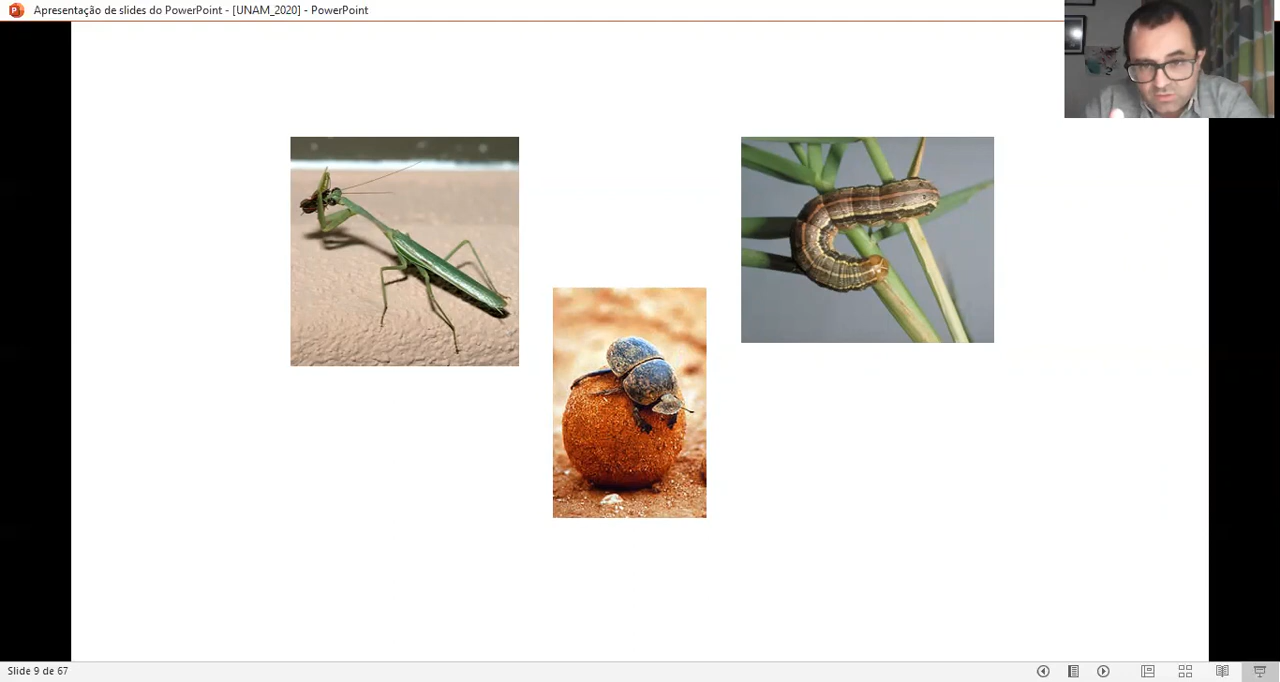 Apresentação de slides do PowerPoint - [UNAM_2020] - PowerPoint
Slide 9 de 67